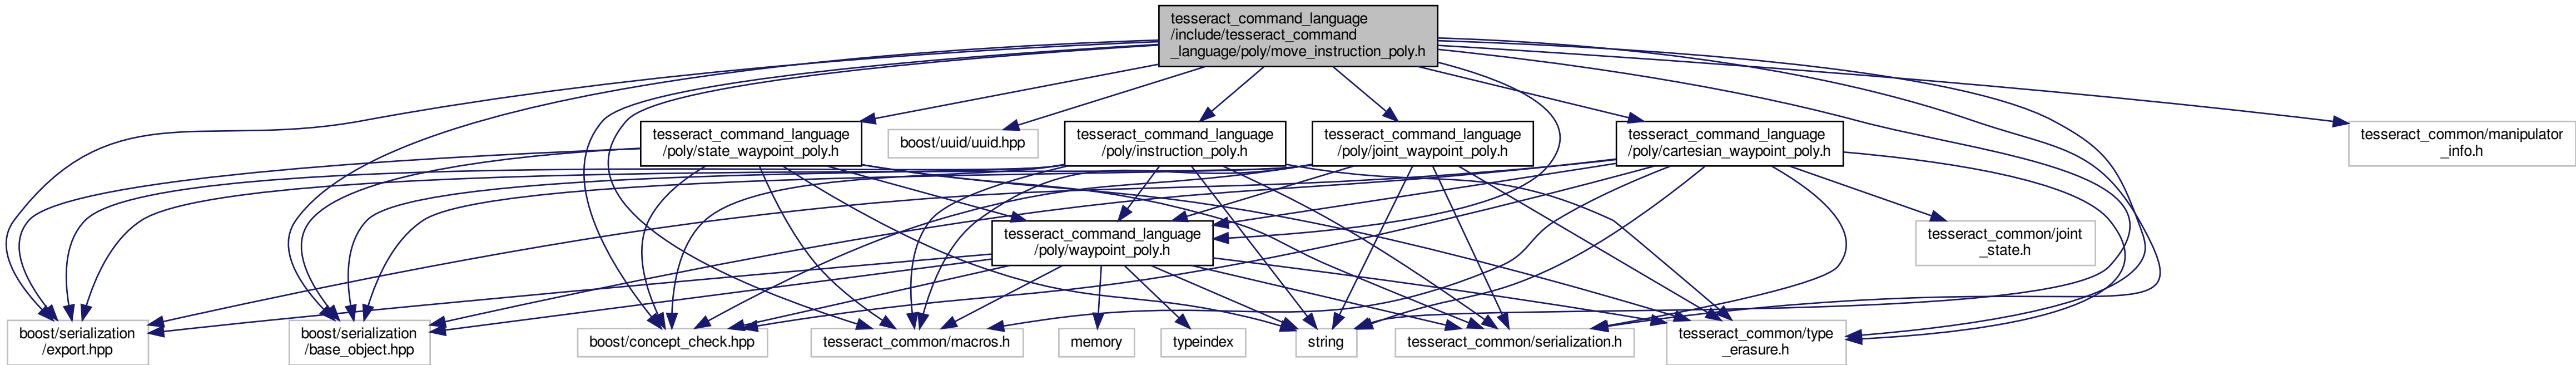 tesseract_command_language
/include/tesseract_command
_language/poly/move_instruction_poly.h
tesseract_command_language
/poly/state_waypoint_poly.h
boost/uuid/uuid.hpp
tesseract_command_language
/poly/instruction_poly.h
tesseract_command_language
/poly/joint_waypoint_poly.h
tesseract_command_language
/poly/cartesian_waypoint_poly.h
tesseract_common/manipulator
_info.h
tesseract_command_language
/poly/waypoint_poly.h
tesseract_common/joint
_state.h
boost/serialization
/export.hpp
boost/serialization
/base_object.hpp
boost/concept_check.hpp
tesseract_common/macros.h
memory
typeindex
string
tesseract_common/serialization.h
tesseract_common/type
_erasure.h